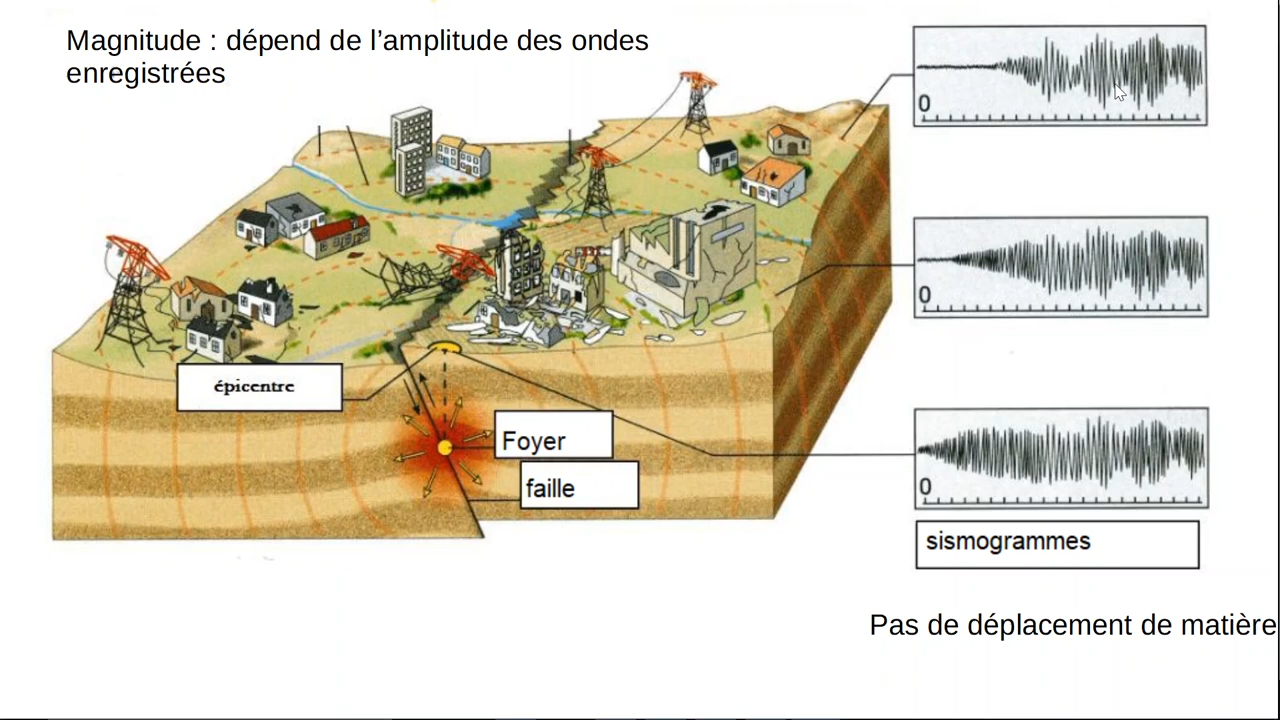 Magnitude : dépend de l’amplitude des ondes
enregistrées
0
0
épicentre
Foyer
faille
0
sismogrammes
Pas de déplacement de matière